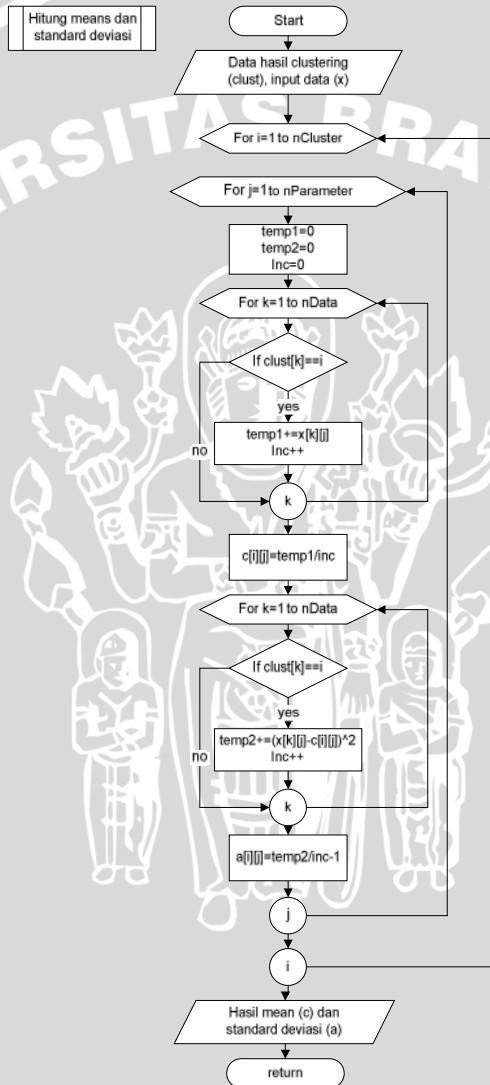 Hitung means dan
standard deviasi
Start
Data hasil clustering
(clust), input data (x)
For i=1 to nCluster
For j=1 to nParameter
temp1=0
temp2=0
Inc=0
For k=1 to nData
If clust[k]==i
yes
no
temp1+=x[k][j]
Inc++
k
c[i][j]=temp1/inc
For k=1 to nData
If clust[k]==i
yes
no
temp2+=(x[k][j]-c[i][j])^2
Inc++
k
a[i][j]=temp2/inc-1
j
i
Hasil mean (c) dan
standard deviasi (a)
return